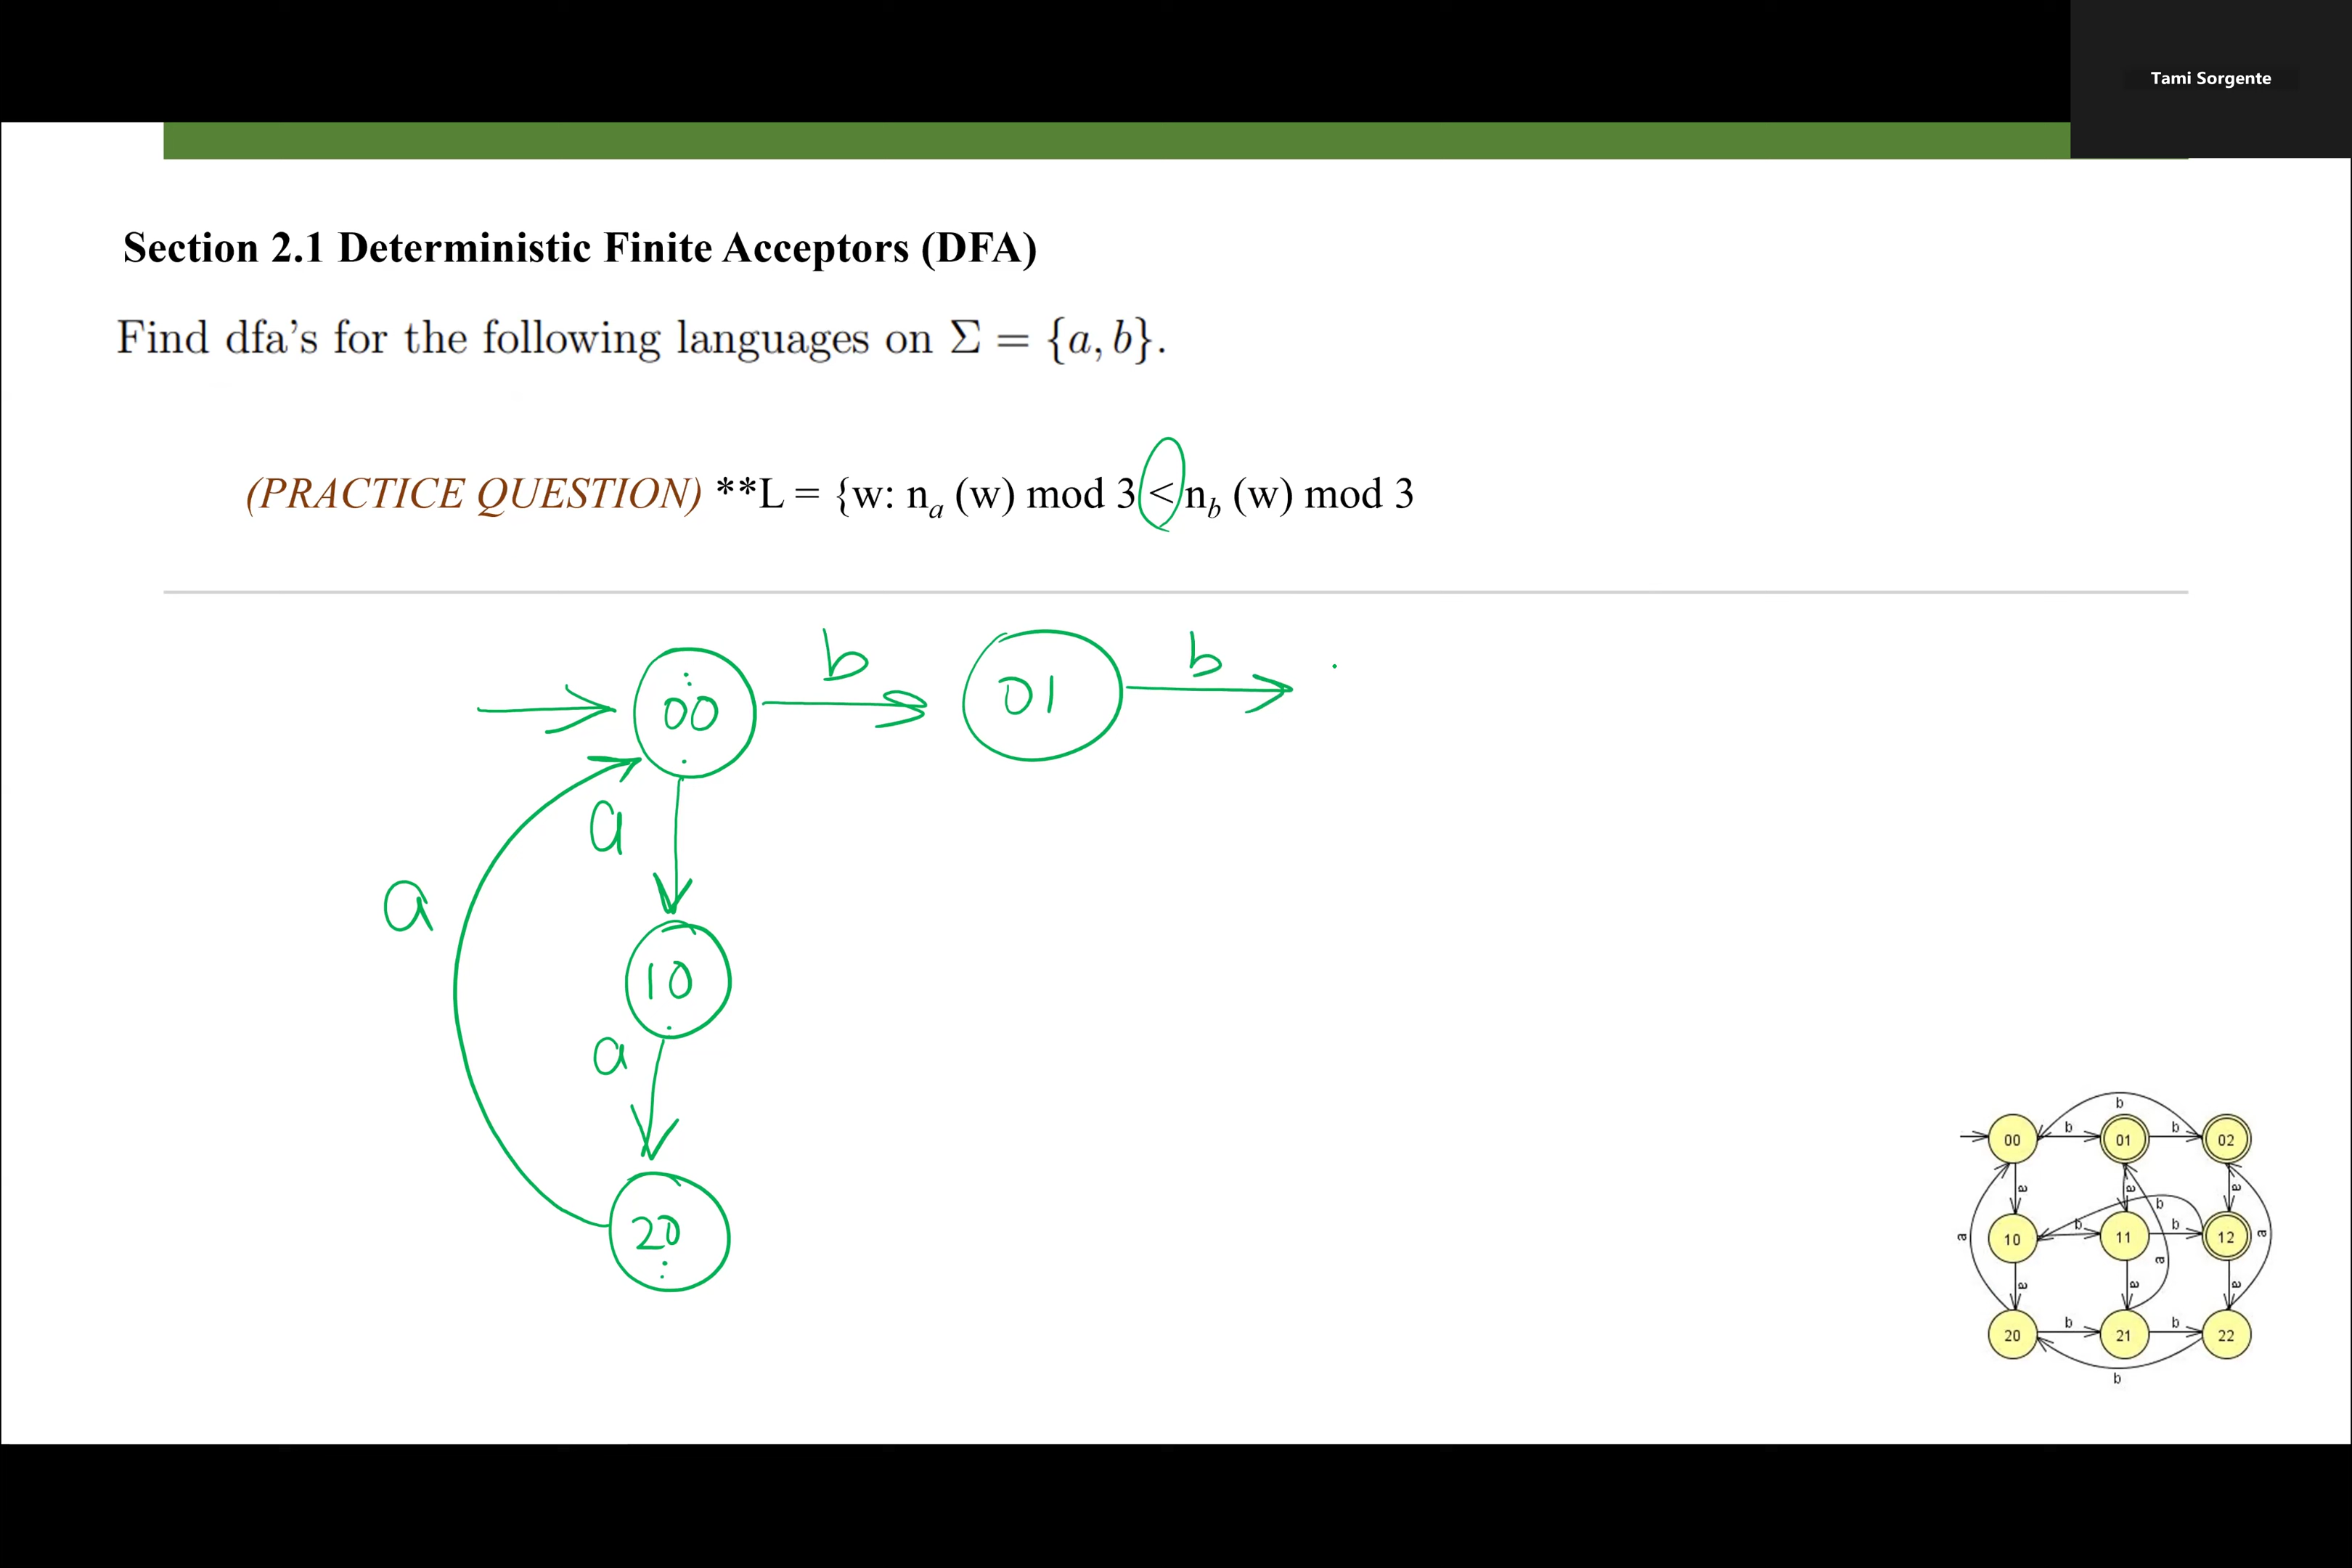 Tami Sorgente
Section 2.1 Deterministic Finite Acceptors (DFA)
Find dfa's for the following languages on Σ = {a, b}.
(PRACTICE QUESTION) **L = {w: nₐ (w) mod 3 < n_b (w) mod 3
b b
00 01
a
a
10
a
20
b
00 b 01 b 02
a a a
b
a 10 b 11 b 12 a
a
a a a
20 b 21 b 22
b